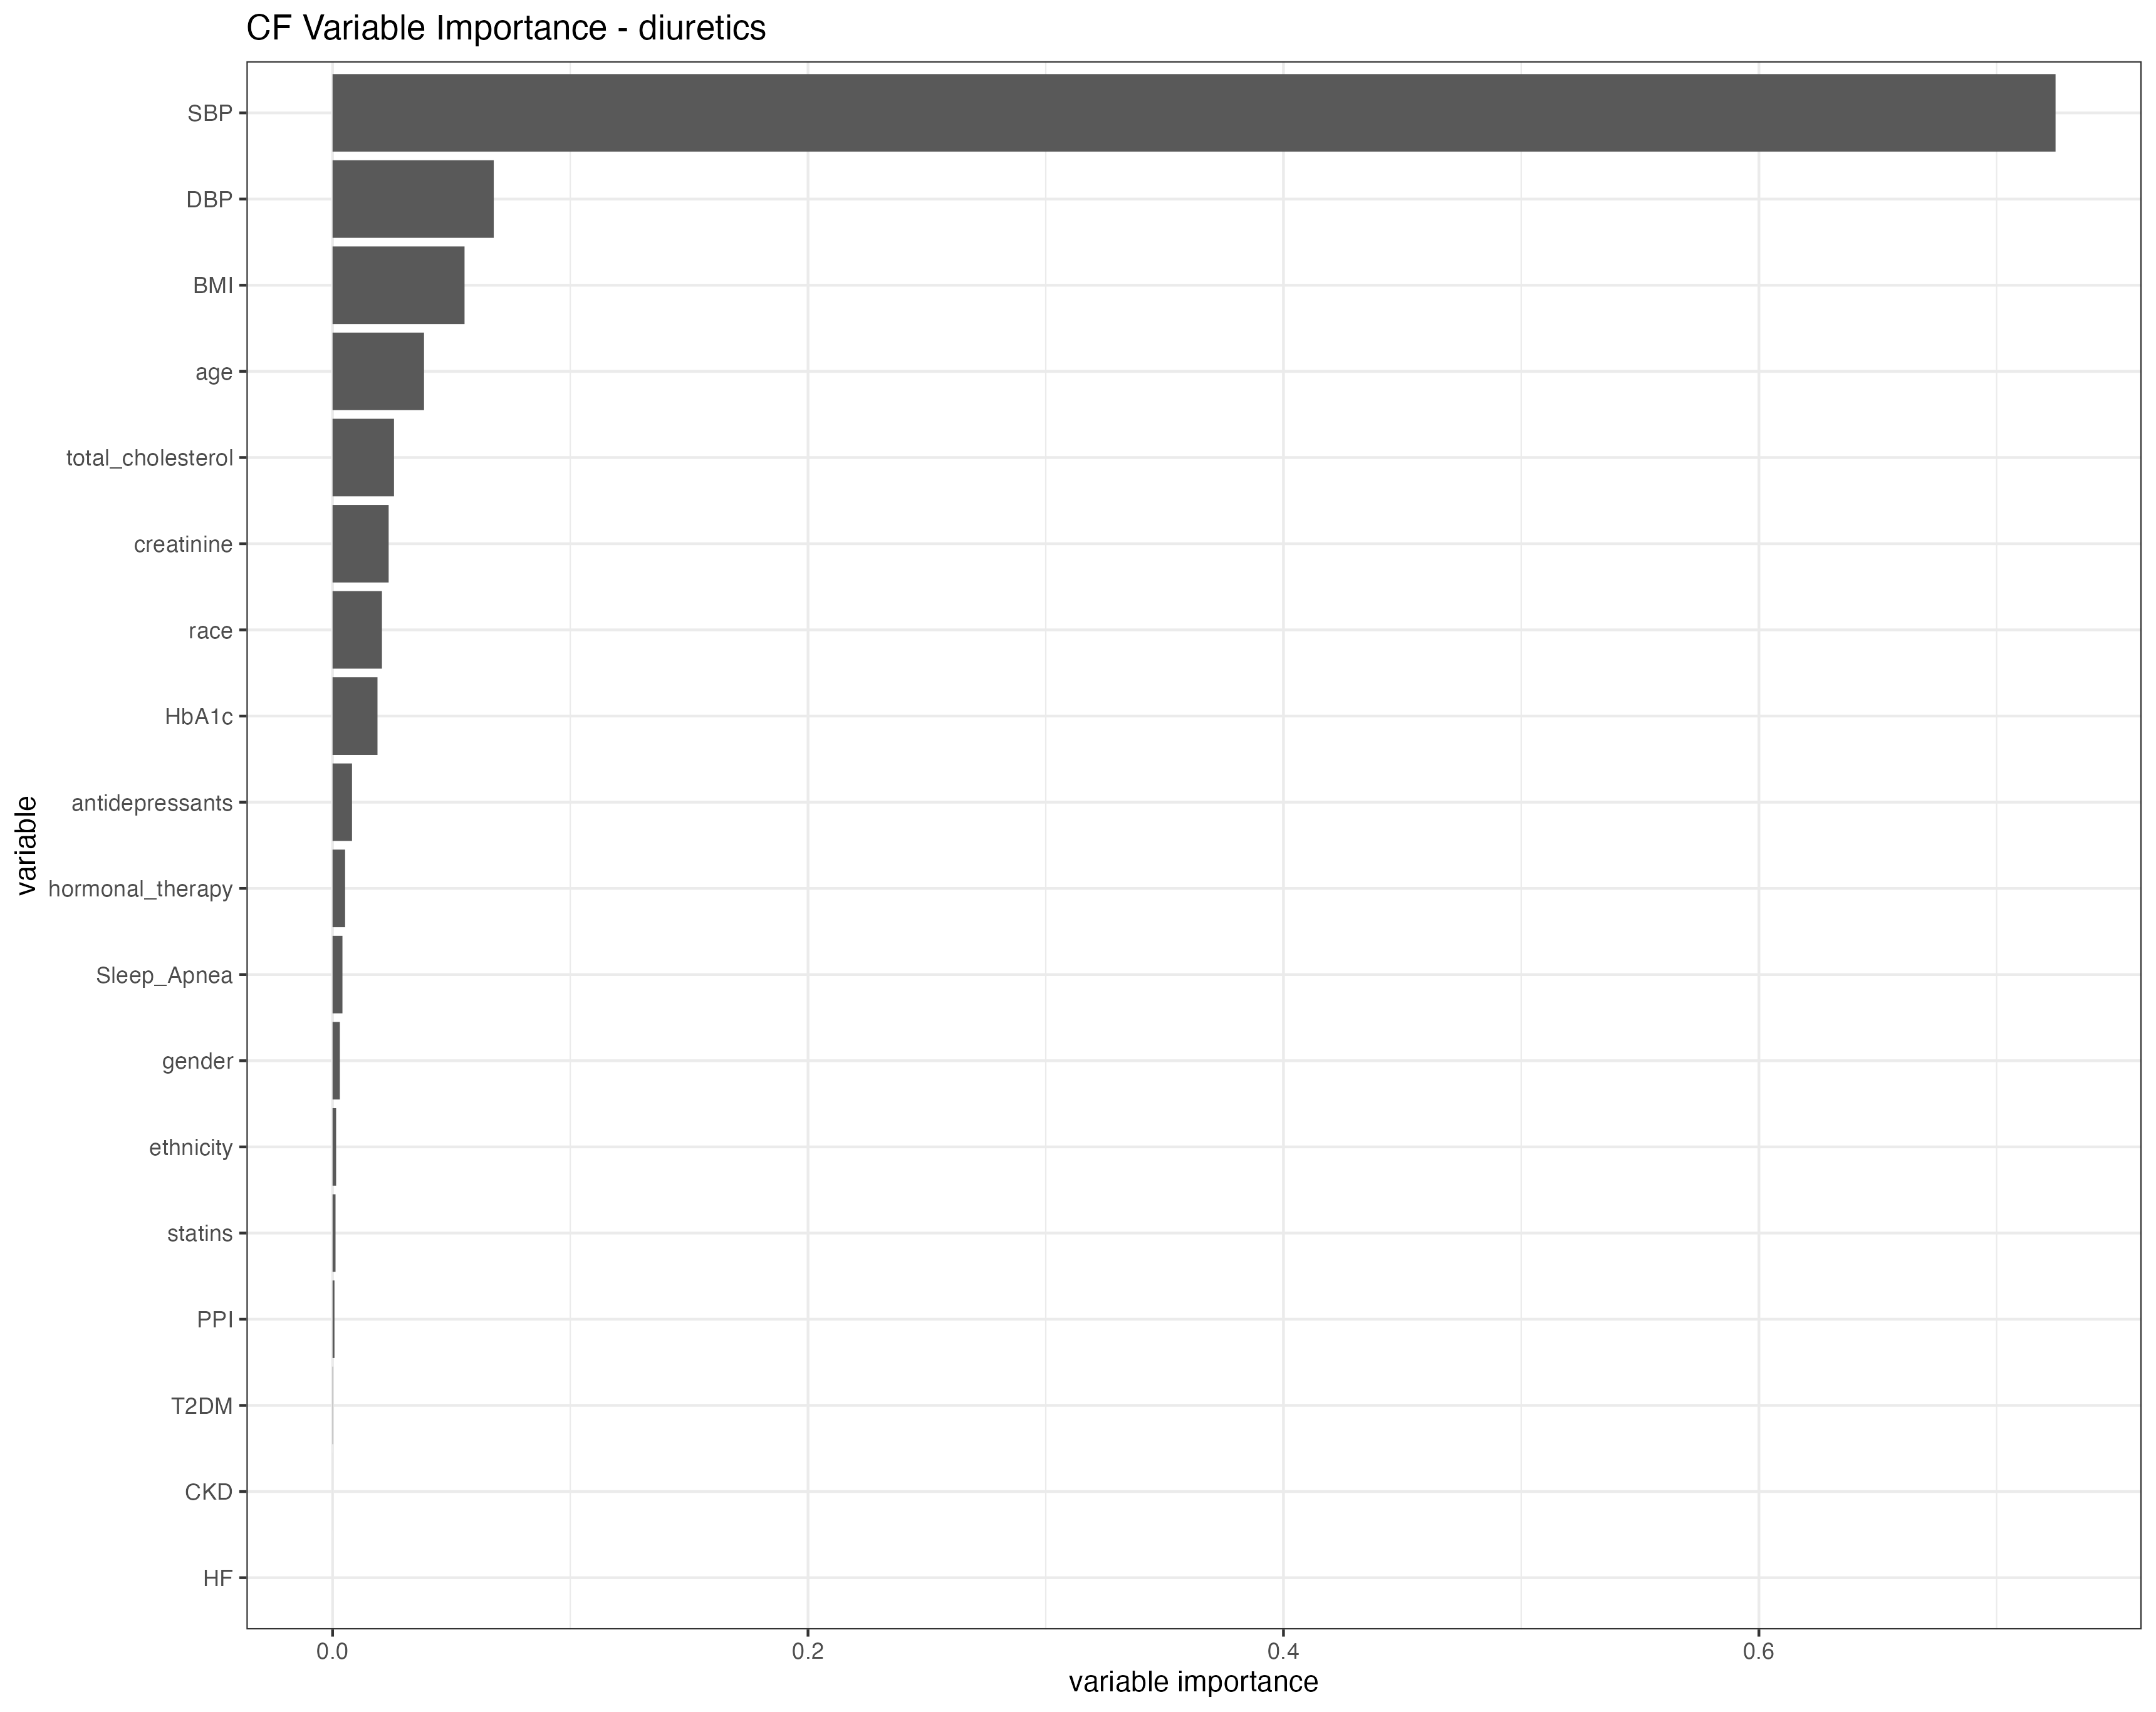 CF Variable Importance - diuretics
variable
SBP
DBP
BMI
age
total_cholesterol
creatinine
race
HbA1c
antidepressants
hormonal_therapy
Sleep_Apnea
gender
ethnicity
statins
PPI
T2DM
CKD
HF
0.0 0.2 0.4 0.6
variable importance